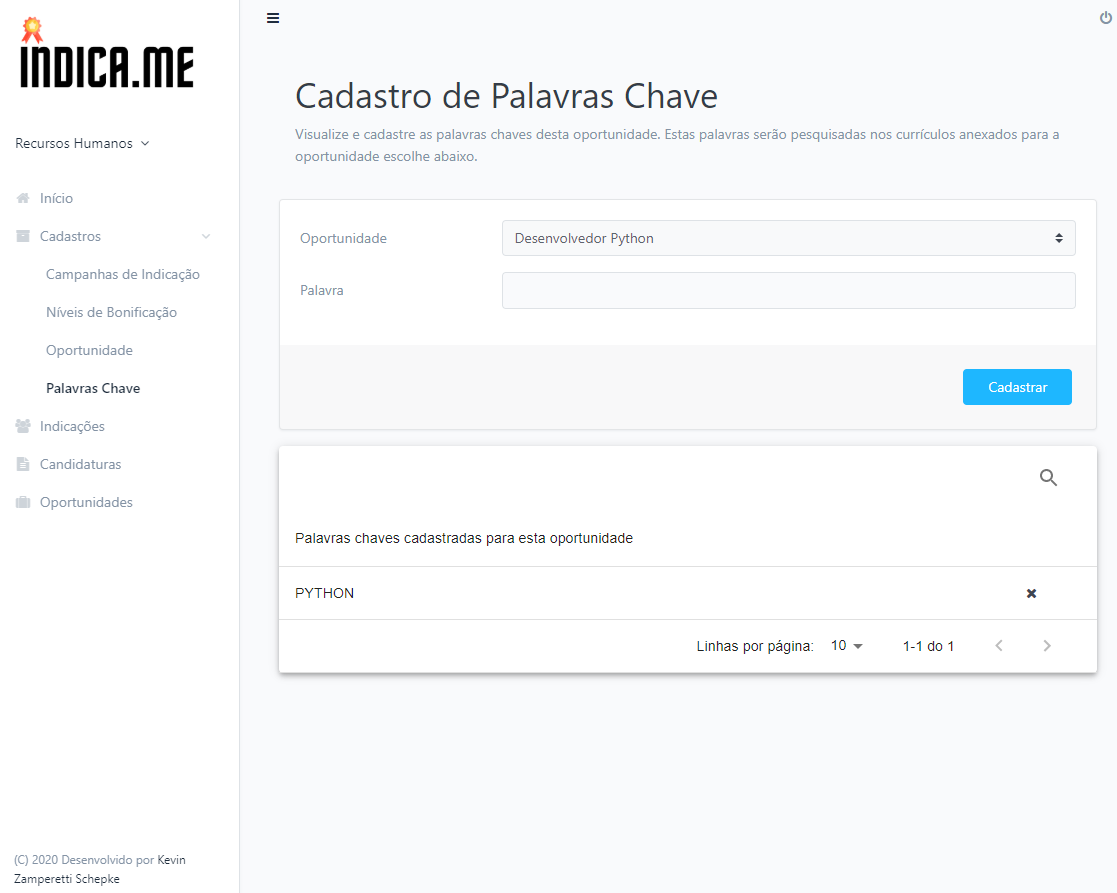 INDICA.ME
Recursos Humanos
Início
Cadastros
Campanhas de Indicação
Níveis de Bonificação
Oportunidade
Palavras Chave
Indicações
Candidaturas
Oportunidades
(C) 2020 Desenvolvido por Kevin
Zamperetti Schepke
Cadastro de Palavras Chave
Visualize e cadastre as palavras chaves desta oportunidade. Estas palavras serão pesquisadas nos currículos anexados para a
oportunidade escolhe abaixo.
Oportunidade Desenvolvedor Python
Palavra
Cadastrar
Palavras chaves cadastradas para esta oportunidade
PYTHON
Linhas por página: 10 1-1 do 1